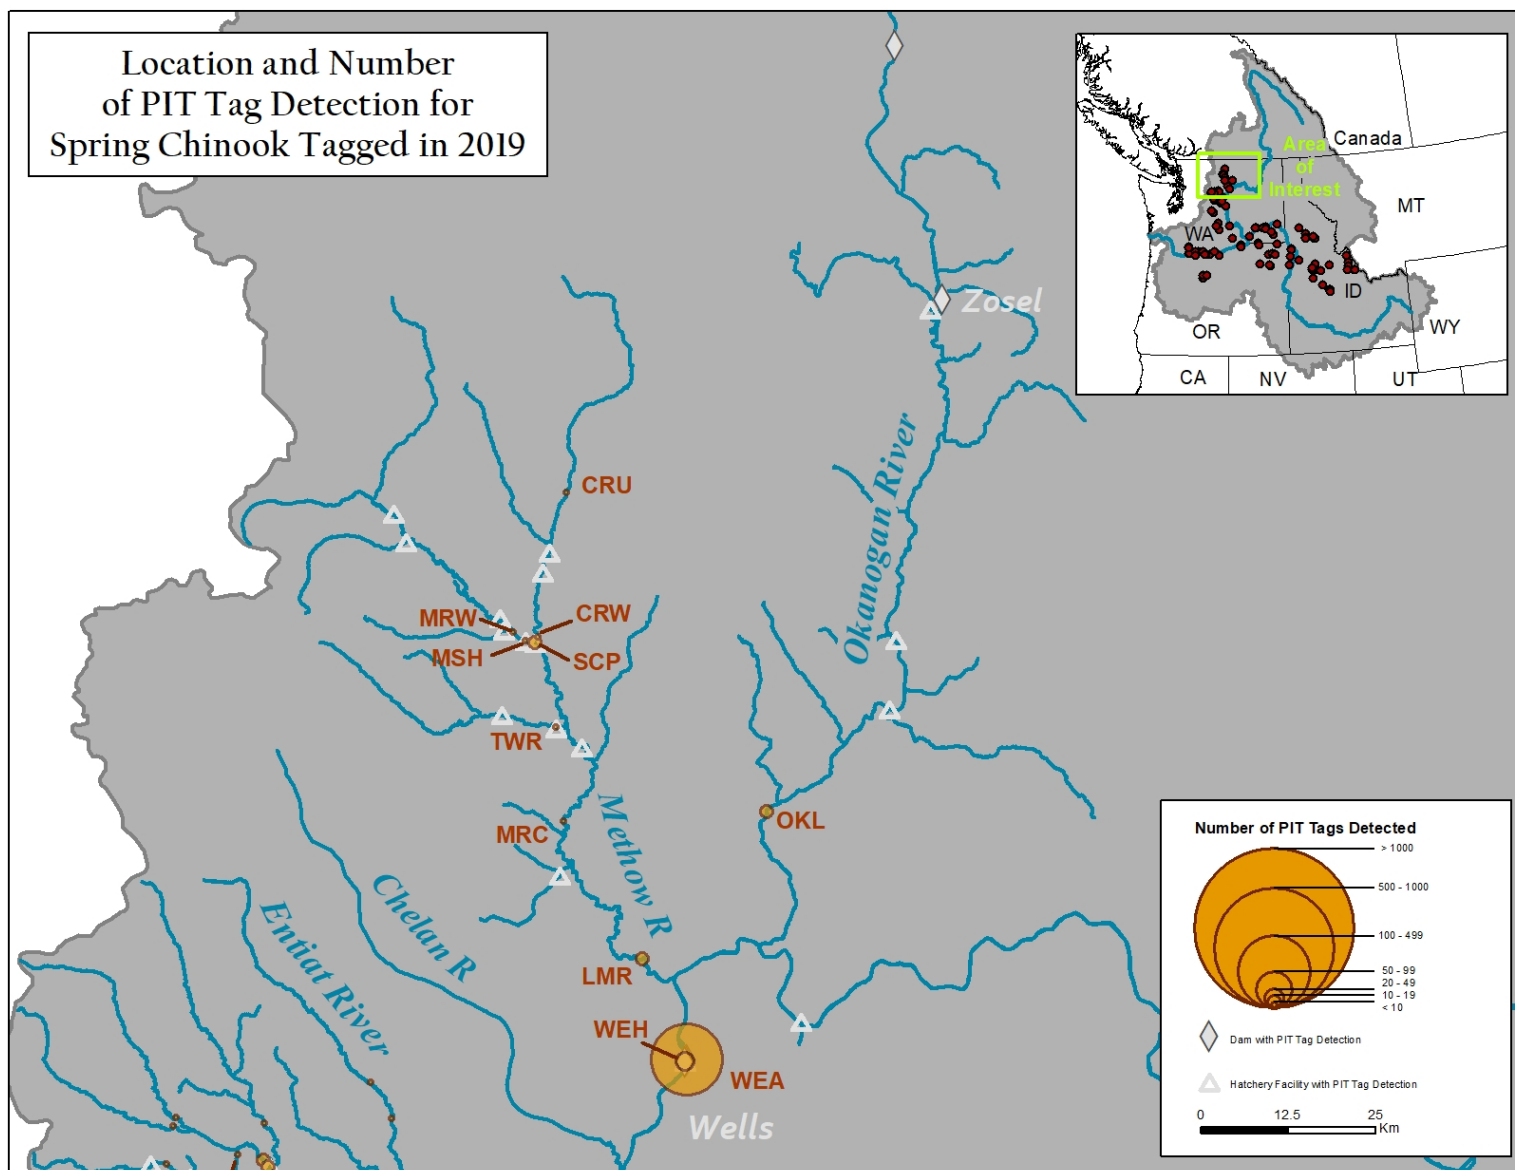 Location and Number
of PIT Tag Detection for
Spring Chinook Tagged in 2019
Canada
Area
of
Interest
MT
WA
ID
OR
WY
CA
NV
UT
Zosel
Okanogan River
CRU
MRW
CRW
MSH
SCP
TWR
MRC
OKL
Methow R
Chelan R
Entiat River
LMR
WEH
WEA
Wells
Number of PIT Tags Detected
> 1000
500 - 1000
100 - 499
50 - 99
20 - 49
10 - 19
< 10
Dam with PIT Tag Detection
Hatchery Facility with PIT Tag Detection
0 12.5 25
Km